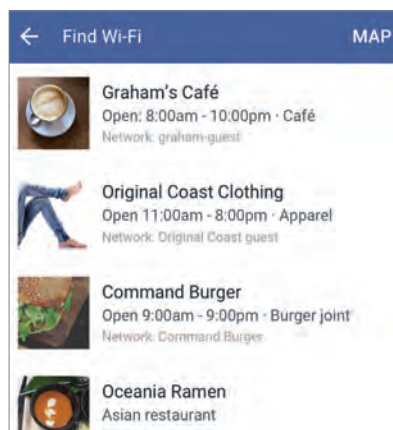 Find Wi-Fi MAP
Graham's Café
Open: 8:00am - 10:00pm · Café
Network: graham-guest
Original Coast Clothing
Open 11:00am - 8:00pm · Apparel
Network: Original Coast guest
Command Burger
Open 9:00am - 9:00pm · Burger joint
Network: Command Burger
Oceania Ramen
Asian restaurant